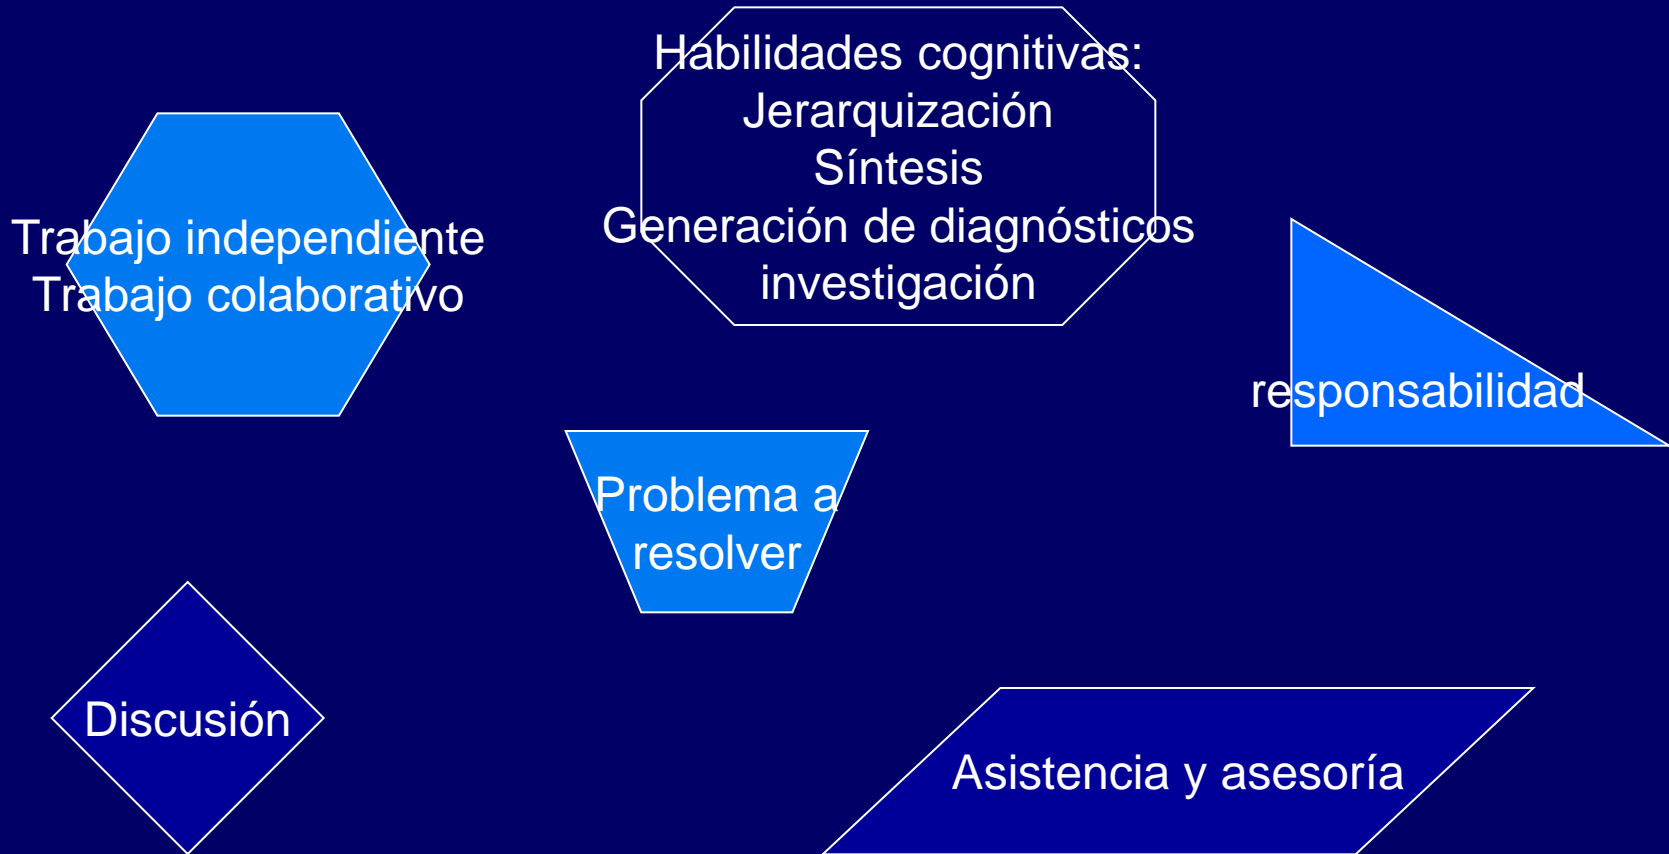 Habilidades cognitivas:
Jerarquización
Síntesis
Generación de diagnósticos
investigación
Trabajo independiente
Trabajo colaborativo
responsabilidad
Problema a
resolver
Discusión
Asistencia y asesoría